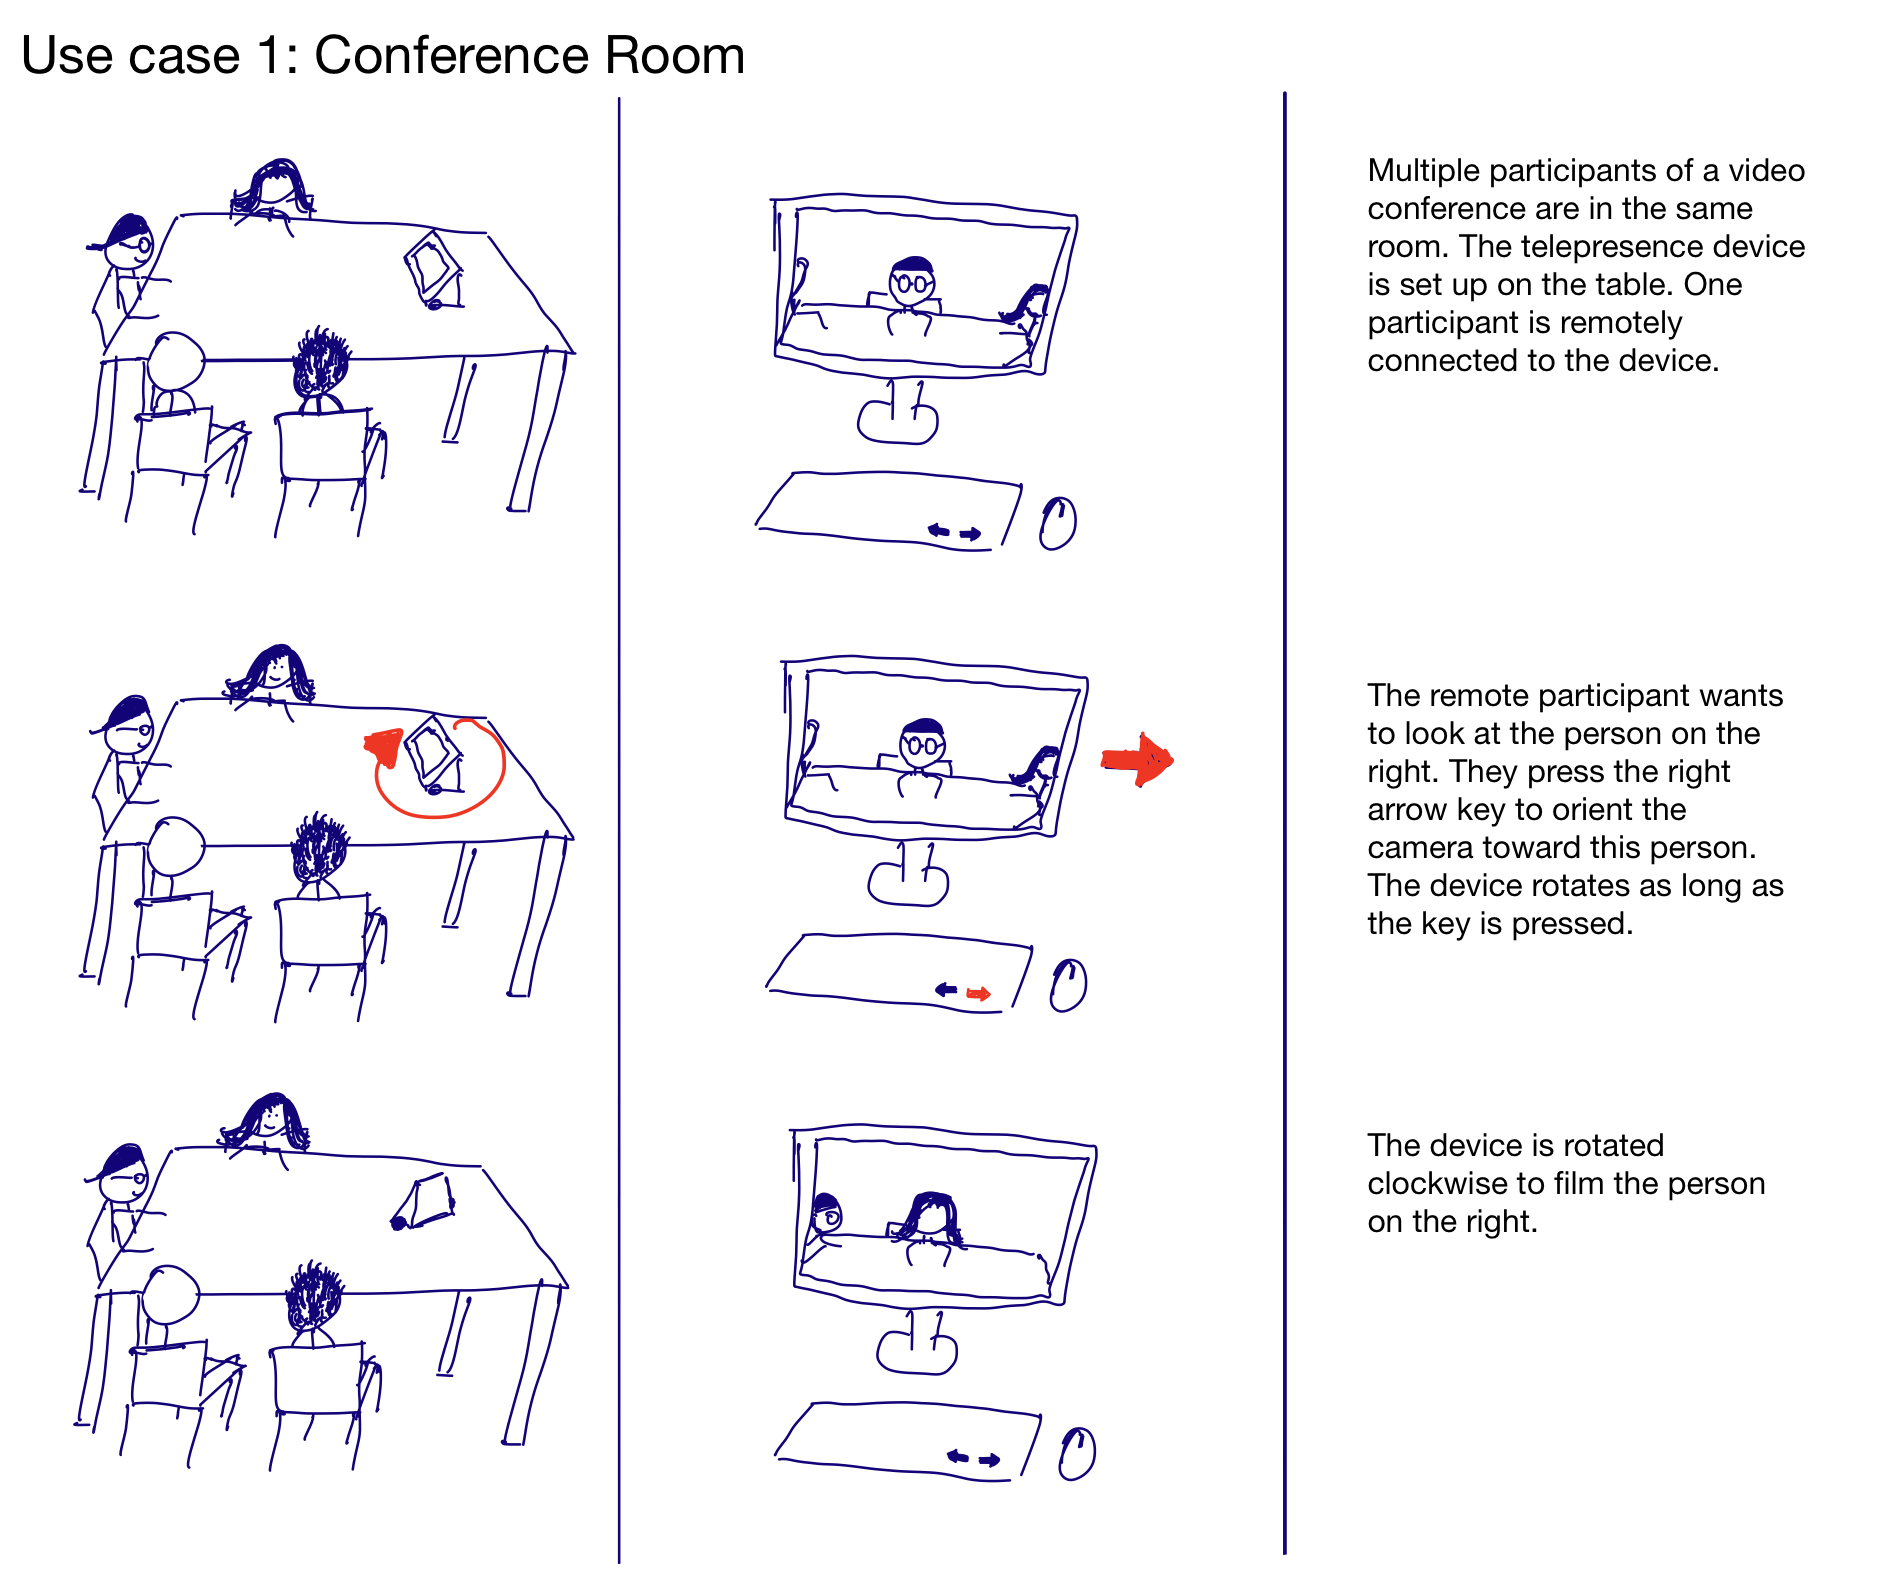 Use case 1: Conference Room
Multiple participants of a video
conference are in the same
room. The telepresence device
is set up on the table. One
participant is remotely
connected to the device.
The remote participant wants
to look at the person on the
right. They press the right
arrow key to orient the
camera toward this person.
The device rotates as long as
the key is pressed.
The device is rotated
clockwise to film the person
on the right.